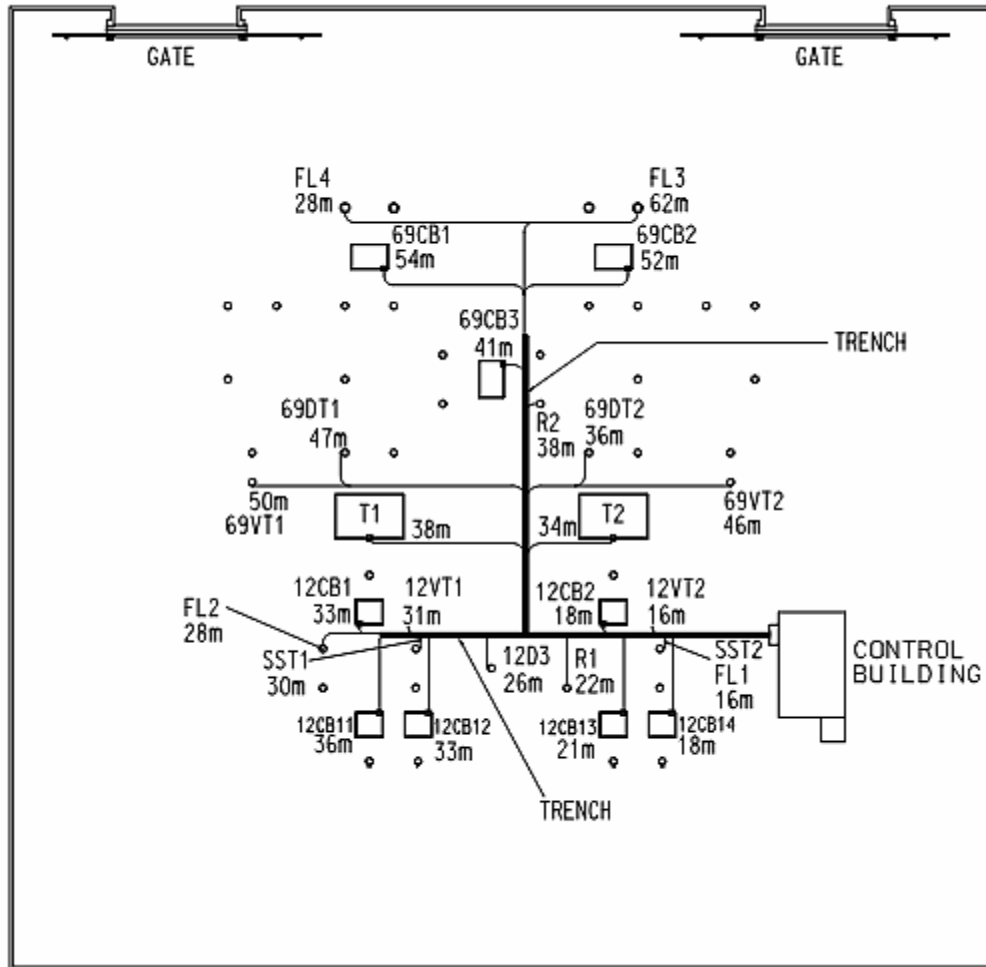 GATE
GATE
FL4
28m
FL3
62m
69CB1
54m
69CB2
52m
69CB3
41m
TRENCH
69DT1
47m
R2
38m
69DT2
36m
50m
69VT1
T1
38m
34m
T2
69VT2
46m
12CB1
33m
12VT1
31m
12CB2
18m
12VT2
16m
FL2
28m
SST1
30m
12D3
26m
R1
22m
SST2
FL1
16m
CONTROL
BUILDING
12CB11
36m
12CB12
33m
12CB13
21m
12CB14
18m
TRENCH